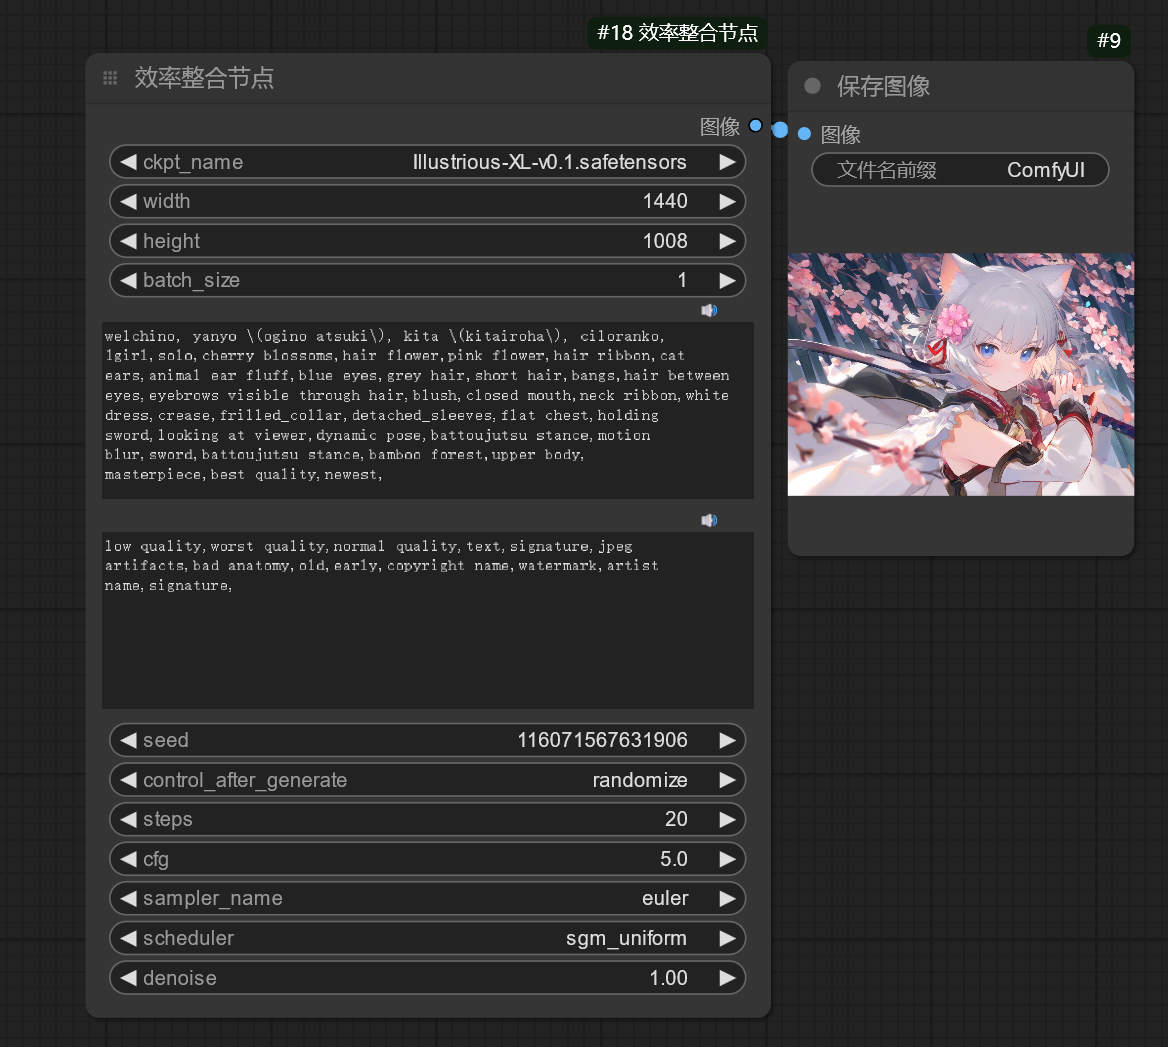 #18 效率整合节点
#9
效率整合节点
保存图像
图像
图像
文件名前缀 ComfyUI
ckpt_name Illustrious-XL-v0.1.safetensors
width 1440
height 1008
batch_size 1
welchino, yanyo \(ogino atsuki\), kita \(kitairoha\), ciloranko,
1girl,solo,cherry blossoms,hair flower,pink flower,hair ribbon,cat
ears,animal ear fluff,blue eyes,grey hair,short hair,bangs,hair between
eyes,eyebrows visible through hair,blush,closed mouth,neck ribbon,white
dress,crease,frilled_collar,detached_sleeves,flat chest,holding
sword,looking at viewer,dynamic pose,battoujutsu stance,motion
blur,sword,battoujutsu stance,bamboo forest,upper body,
masterpiece,best quality,newest,
low quality,worst quality,normal quality,text,signature,jpeg
artifacts,bad anatomy,old,early,copyright name,watermark,artist
name,signature,
seed 116071567631906
control_after_generate randomize
steps 20
cfg 5.0
sampler_name euler
scheduler sgm_uniform
denoise 1.00